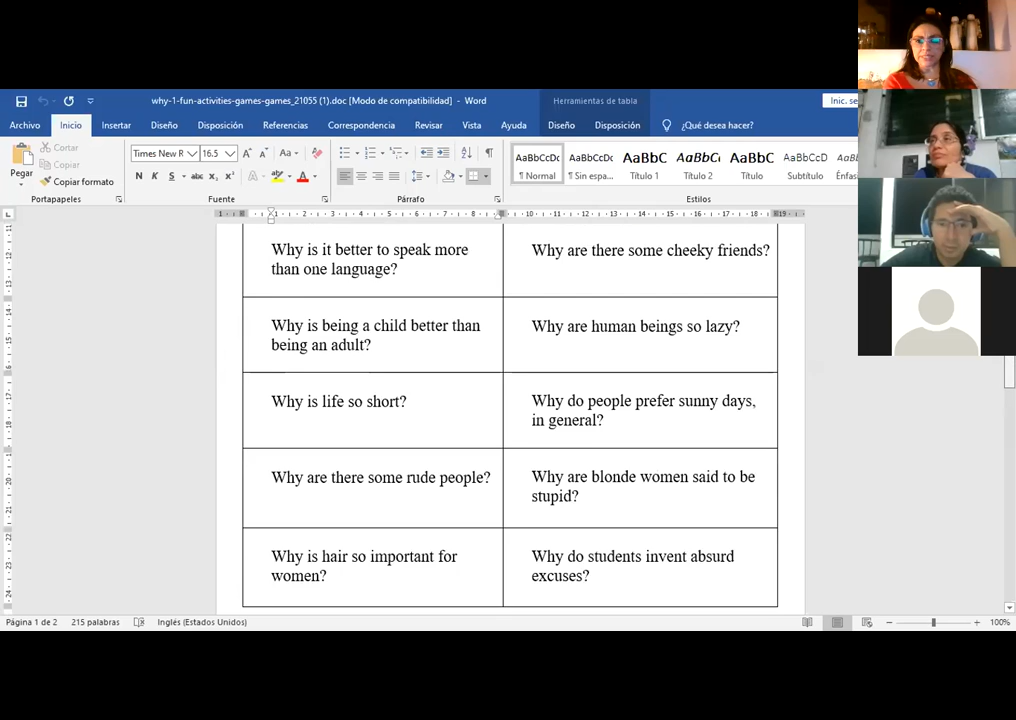 why-1-fun-activities-games-games_21055 (1).doc [Modo de compatibilidad] - Word
Herramientas de tabla
Inic. se
Archivo Inicio Insertar Diseño Disposición Referencias Correspondencia Revisar Vista Ayuda Diseño Disposición ¿Qué desea hacer?
Pegar
Cortar
Copiar
Copiar formato
Portapapeles
Times New R 16.5
N K S abc x₂ x²
Fuente
Párrafo
AaBbCcDc AaBbCcDc AaBbC AaBbCc AaBbC AaBbCcD AaBbCcD
¶ Normal ¶ Sin espa... Título 1 Título 2 Título Subtítulo Énfas
Estilos
Why is it better to speak more
than one language?
Why are there some cheeky friends?
Why is being a child better than
being an adult?
Why are human beings so lazy?
Why is life so short?
Why do people prefer sunny days,
in general?
Why are there some rude people?
Why are blonde women said to be
stupid?
Why is hair so important for
women?
Why do students invent absurd
excuses?
Página 1 de 2 215 palabras Inglés (Estados Unidos) 100%